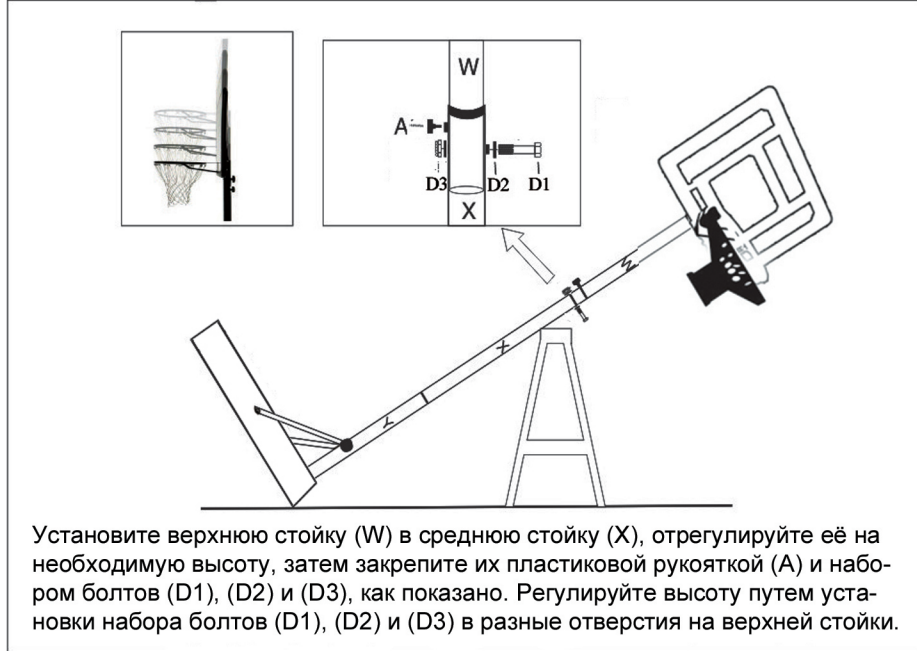 W
A
D3
D2
D1
X
W
X
Y
Установите верхнюю стойку (W) в среднюю стойку (X), отрегулируйте её на
необходимую высоту, затем закрепите их пластиковой рукояткой (A) и набо-
ром болтов (D1), (D2) и (D3), как показано. Регулируйте высоту путем уста-
новки набора болтов (D1), (D2) и (D3) в разные отверстия на верхней стойки.